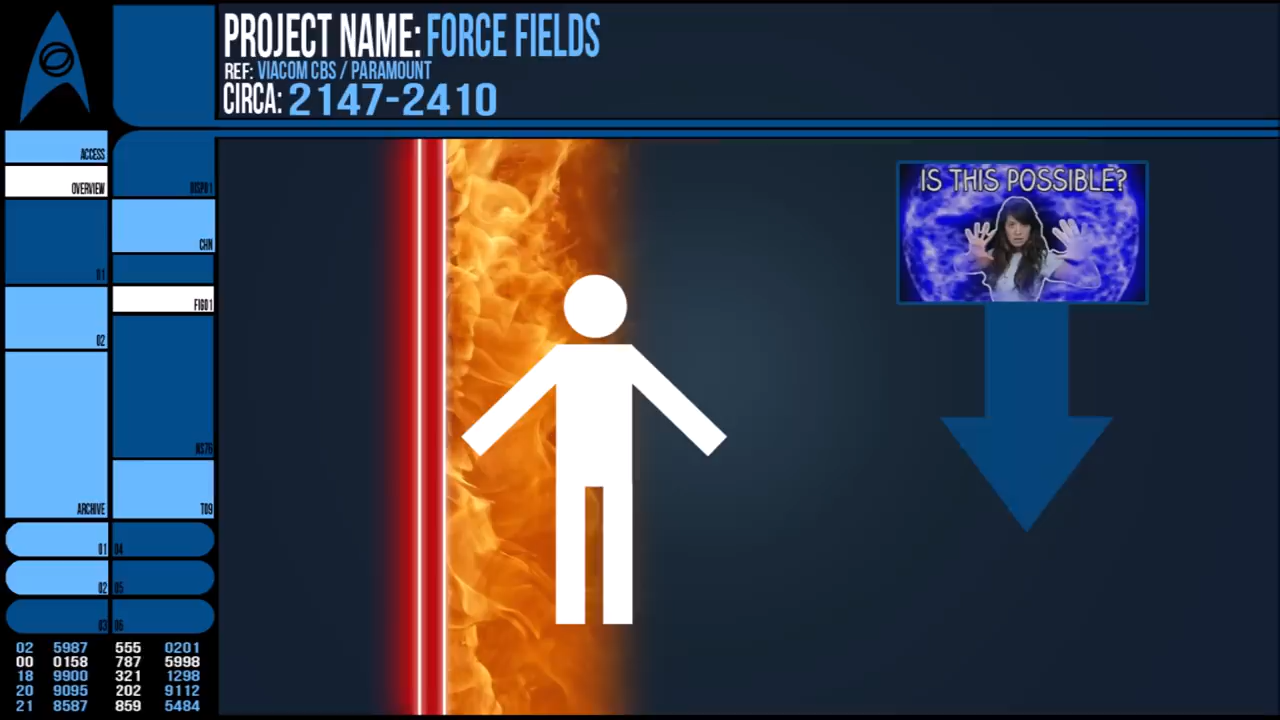 PROJECT NAME: FORCE FIELDS
REF: VIACOM CBS / PARAMOUNT
CIRCA: 2147-2410
ACCESS
OVERVIEW
01
02
ARCHIVE
01
02
03
DISP01
CHN
FIG01
NS76
T09
04
05
06
IS THIS POSSIBLE?
02 5987 555 0201
00 0158 787 5998
18 9900 321 1298
20 9095 202 9112
21 8587 859 5484